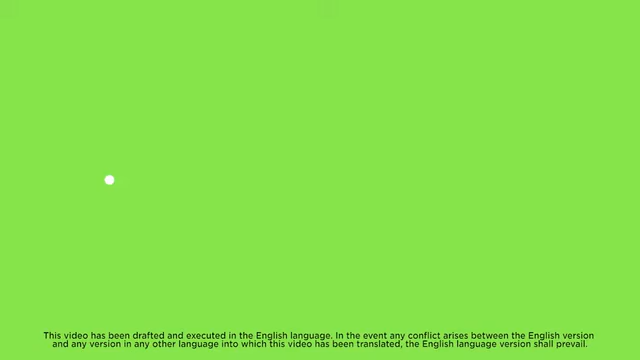 This video has been drafted and executed in the English language. In the event any conflict arises between the English version
and any version in any other language into which this video has been translated, the English language version shall prevail.